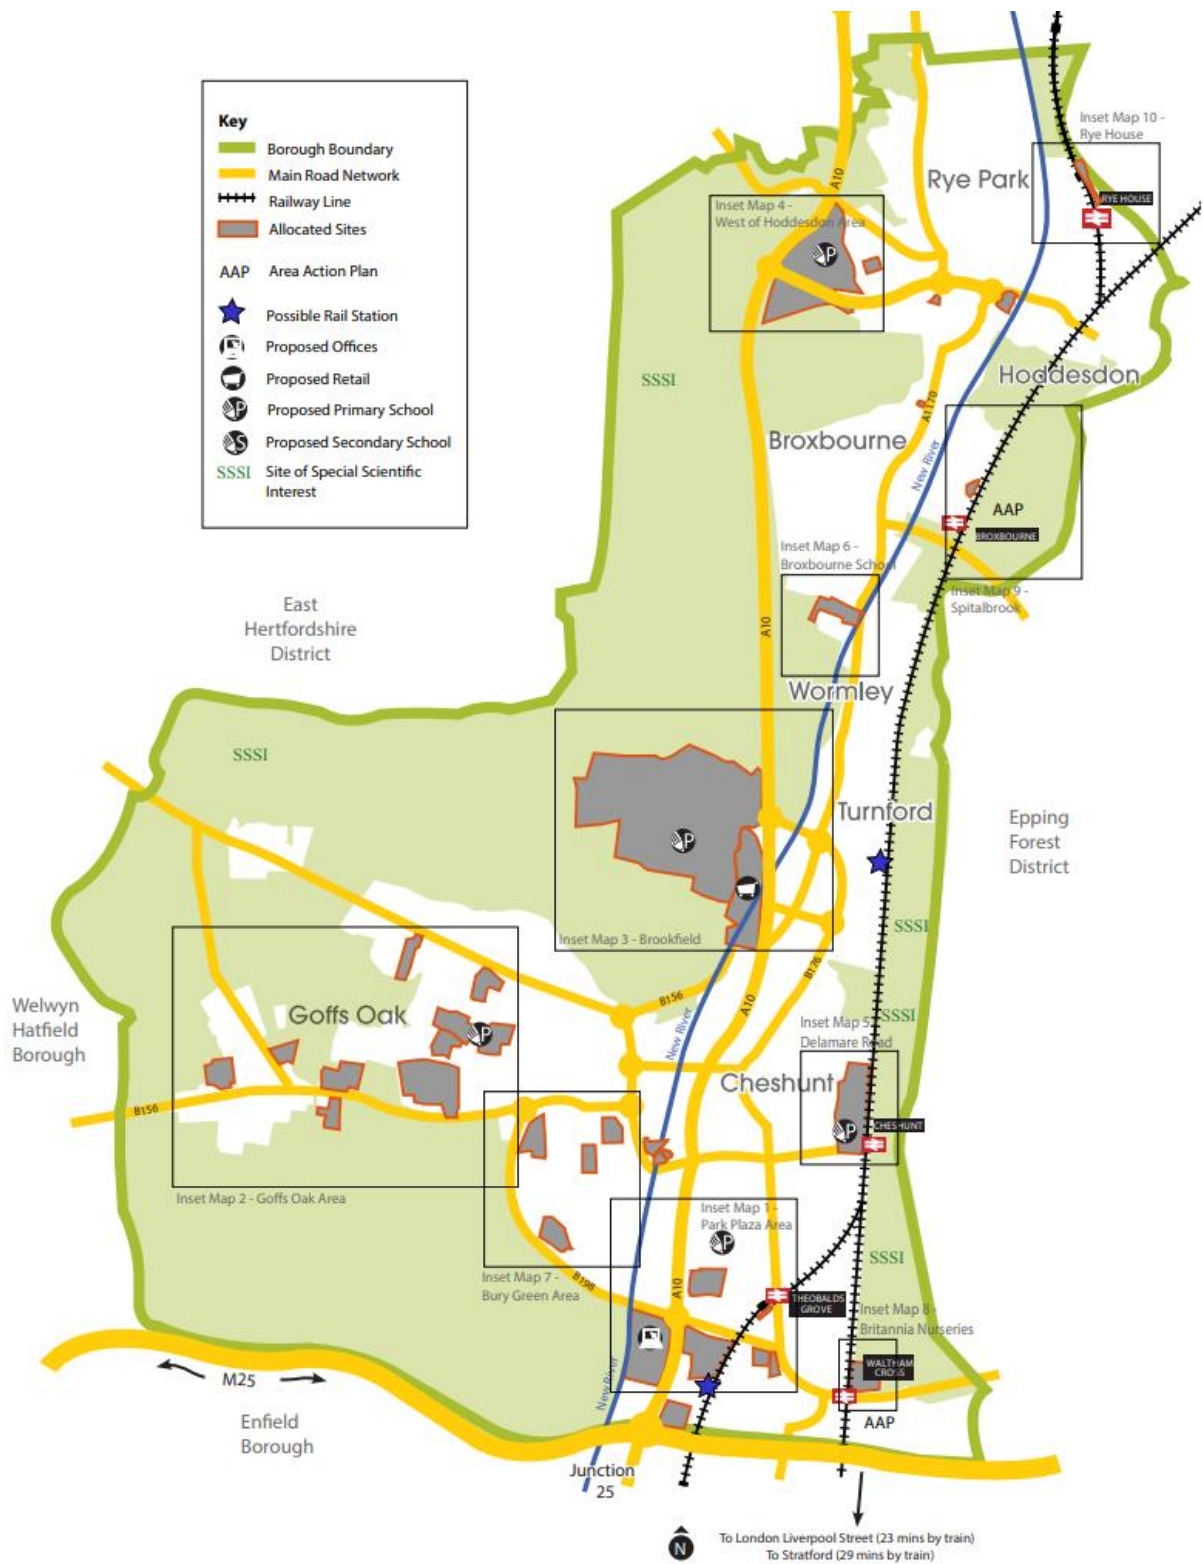 Key
Borough Boundary
Main Road Network
Railway Line
Allocated Sites
AAP Area Action Plan
Possible Rail Station
Proposed Offices
Proposed Retail
P Proposed Primary School
S Proposed Secondary School
SSSI Site of Special Scientific
Interest
Inset Map 10 -
Rye House
Rye Park
RYE HOUSE
A10
Inset Map 4 -
West of Hoddesdon Area
P
SSSI
Hoddesdon
A1170
Broxbourne
New River
AAP
BROXBOURNE
Inset Map 6 -
Broxbourne School
Inset Map 9 -
Spitalbrook
East
Hertfordshire
District
A10
Wormley
SSSI
Turnford
Epping
Forest
District
P
SSSI
Inset Map 3 - Brookfield
B176
B156
A10
Welwyn
Hatfield
Borough
Goffs Oak
P
New River
SSSI
Inset Map 5 -
Delamare Road
Cheshunt
B156
P
CHESHUNT
Inset Map 2 - Goffs Oak Area
Inset Map 1 -
Park Plaza Area
P
SSSI
Inset Map 7 -
Bury Green Area
B198
A10
THEOBALDS
GROVE
Inset Map 8 -
Britannia Nurseries
WALTHAM
CROSS
New River
M25
AAP
Enfield
Borough
Junction
25
N
To London Liverpool Street (23 mins by train)
To Stratford (29 mins by train)